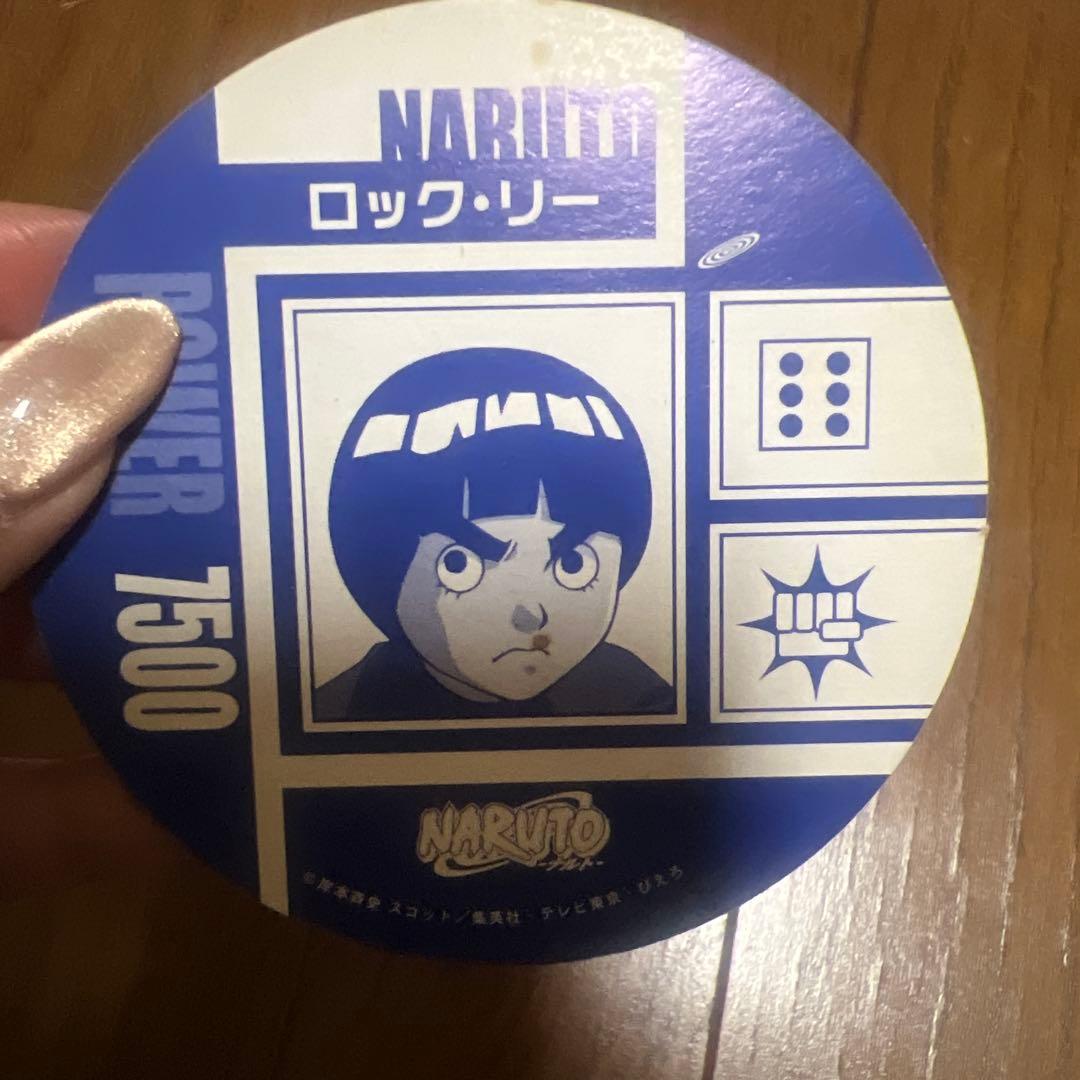 NARUTO
ロック・リー
POWER 7500
NARUTO
-ナルト-
©岸本斉史 スコット/集英社・テレビ東京・ぴえろ